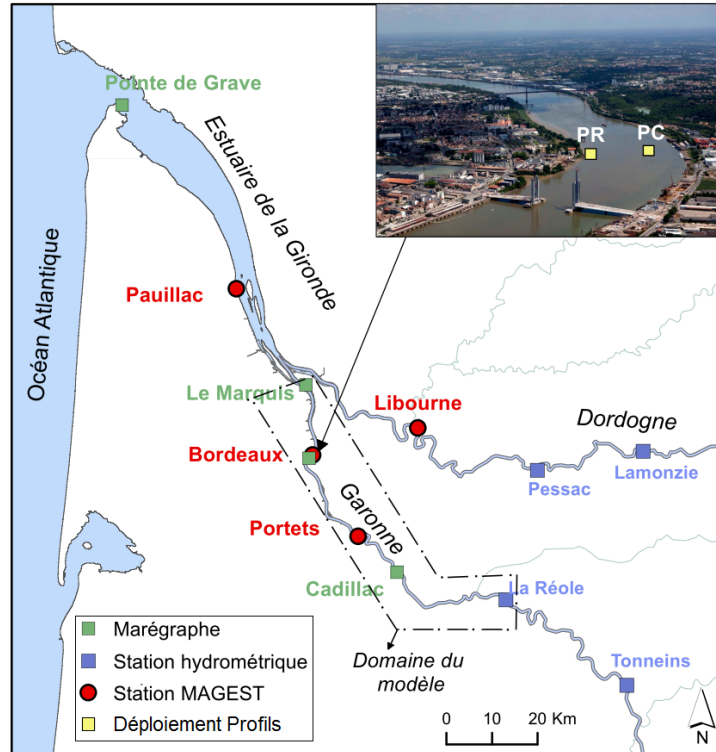 Pointe de Grave
PR
PC
Estuaire de la Gironde
Océan Atlantique
Pauillac
Le Marquis
Libourne
Dordogne
Bordeaux
Lamonzie
Pessac
Garonne
Portets
Cadillac
La Réole
Marégraphe
Station hydrométrique
Station MAGEST
Déploiement Profils
Domaine du
modèle
Tonneins
0 10 20 Km
N